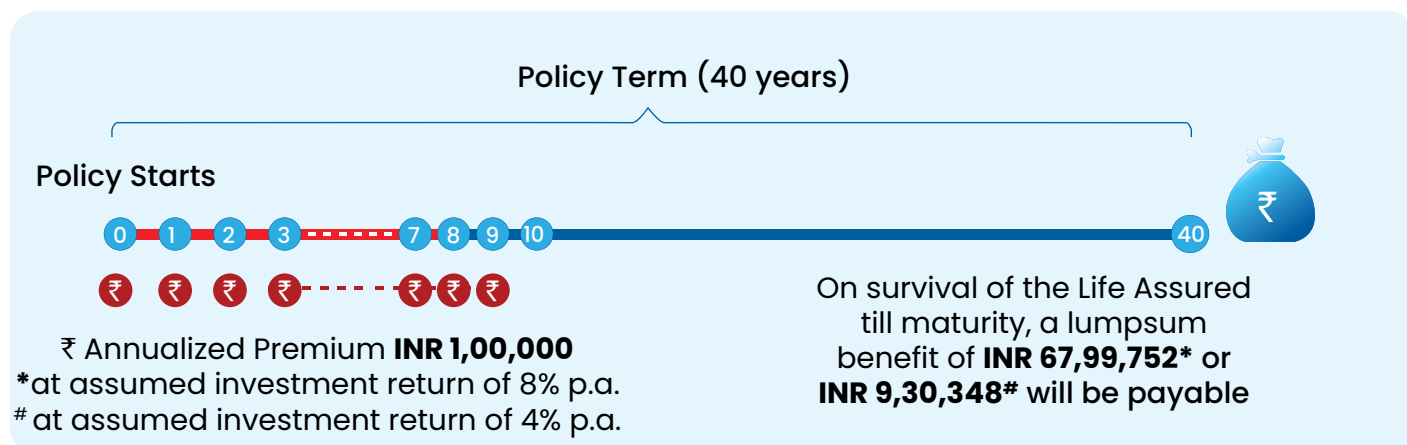 Policy Term (40 years)
Policy Starts
0 1 2 3 7 8 9 10 40
₹
₹ ₹ ₹ ₹ ₹ ₹ ₹
₹ Annualized Premium INR 1,00,000
*at assumed investment return of 8% p.a.
# at assumed investment return of 4% p.a.
On survival of the Life Assured
till maturity, a lumpsum
benefit of INR 67,99,752* or
INR 9,30,348# will be payable